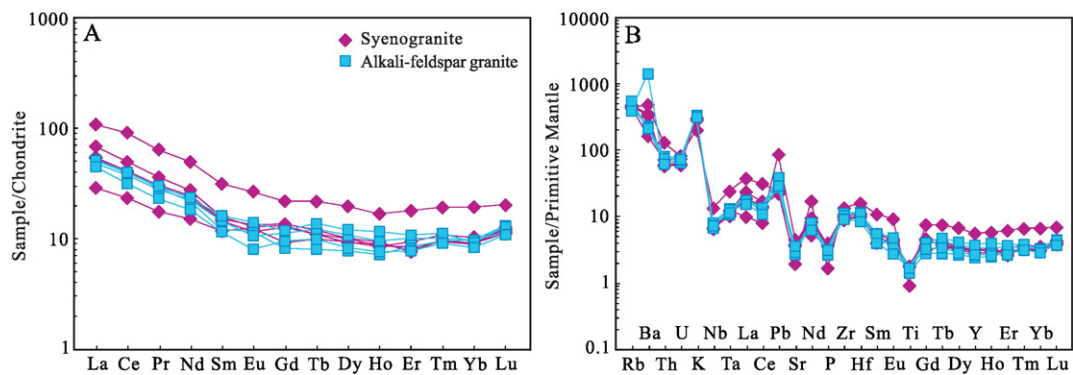 A
Syenogranite
Alkali-feldspar granite
Sample/Chondrite
1000
100
10
1
La Ce Pr Nd Sm Eu Gd Tb Dy Ho Er Tm Yb Lu
B
Sample/Primitive Mantle
10000
1000
100
10
1
0.1
Ba U Nb La Pb Nd Zr Sm Ti Tb Y Er Yb
Rb Th K Ta Ce Sr P Hf Eu Gd Dy Ho Tm Lu